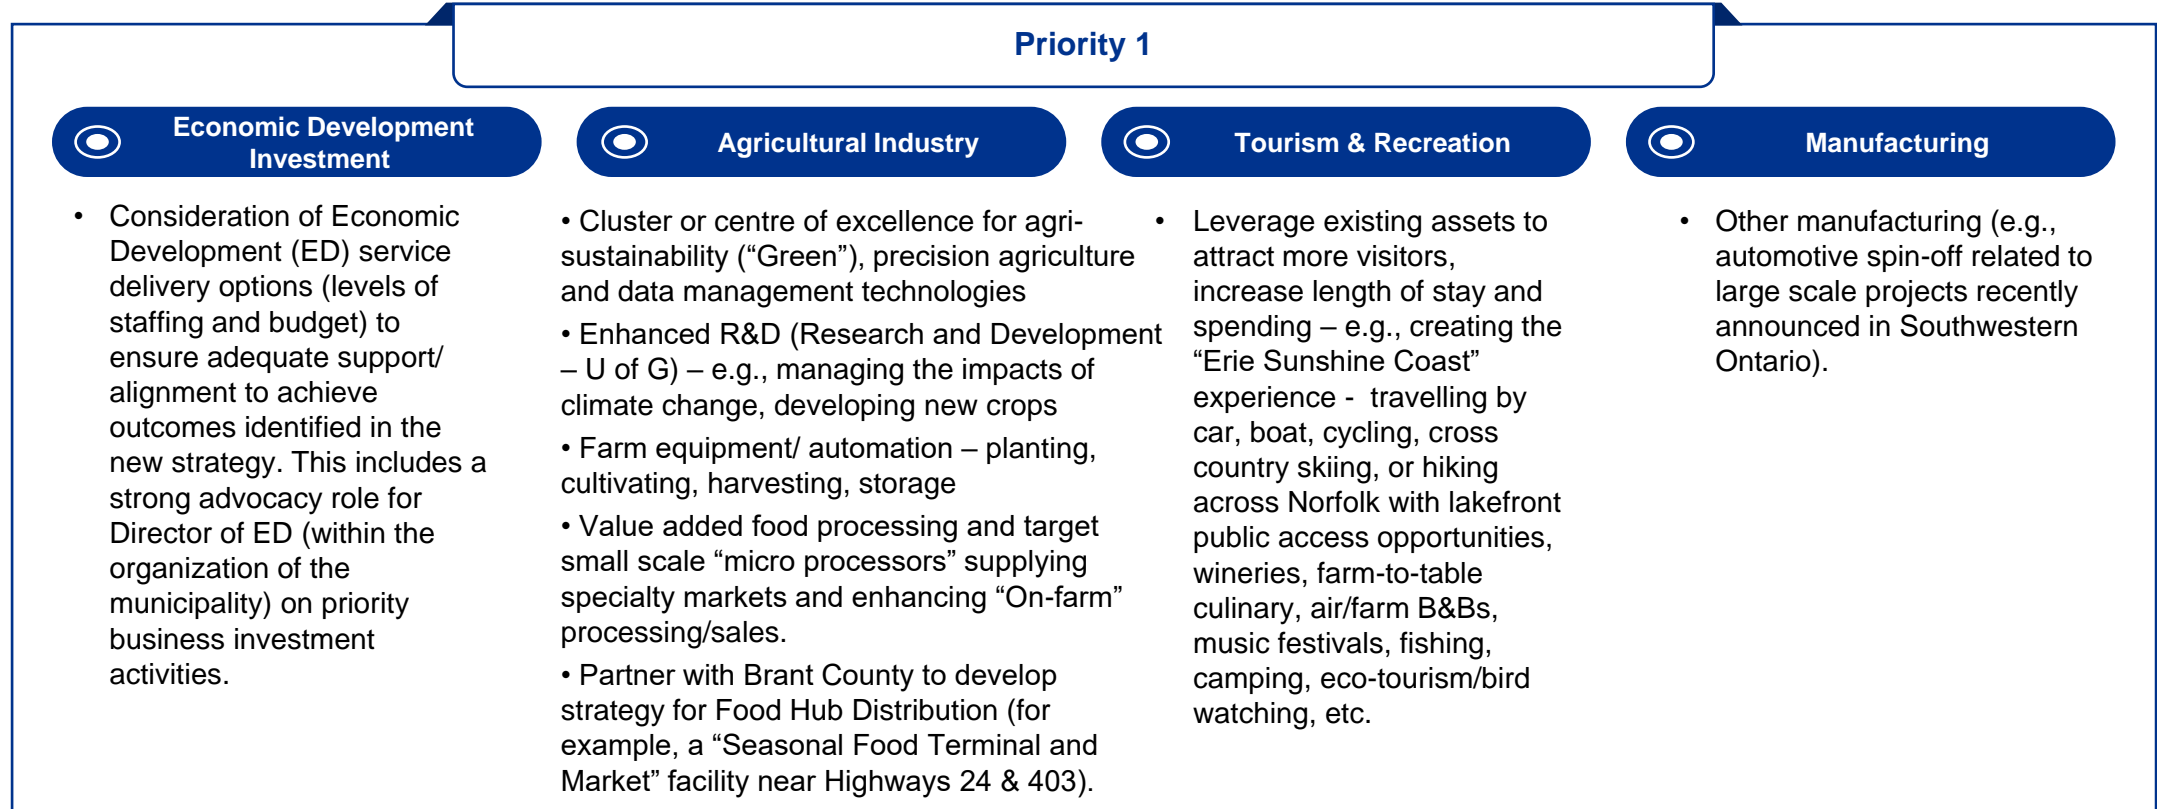 Priority 1
Economic Development
Investment
• Consideration of Economic
Development (ED) service
delivery options (levels of
staffing and budget) to
ensure adequate support/
alignment to achieve
outcomes identified in the
new strategy. This includes a
strong advocacy role for
Director of ED (within the
organization of the
municipality) on priority
business investment
activities.
Agricultural Industry
• Cluster or centre of excellence for agri-
sustainability (“Green”), precision agriculture
and data management technologies
• Enhanced R&D (Research and Development
– U of G) – e.g., managing the impacts of
climate change, developing new crops
• Farm equipment/ automation – planting,
cultivating, harvesting, storage
• Value added food processing and target
small scale “micro processors” supplying
specialty markets and enhancing “On-farm”
processing/sales.
• Partner with Brant County to develop
strategy for Food Hub Distribution (for
example, a “Seasonal Food Terminal and
Market” facility near Highways 24 & 403).
Tourism & Recreation
• Leverage existing assets to
attract more visitors,
increase length of stay and
spending – e.g., creating the
“Erie Sunshine Coast”
experience - travelling by
car, boat, cycling, cross
country skiing, or hiking
across Norfolk with lakefront
public access opportunities,
wineries, farm-to-table
culinary, air/farm B&Bs,
music festivals, fishing,
camping, eco-tourism/bird
watching, etc.
Manufacturing
• Other manufacturing (e.g.,
automotive spin-off related to
large scale projects recently
announced in Southwestern
Ontario).